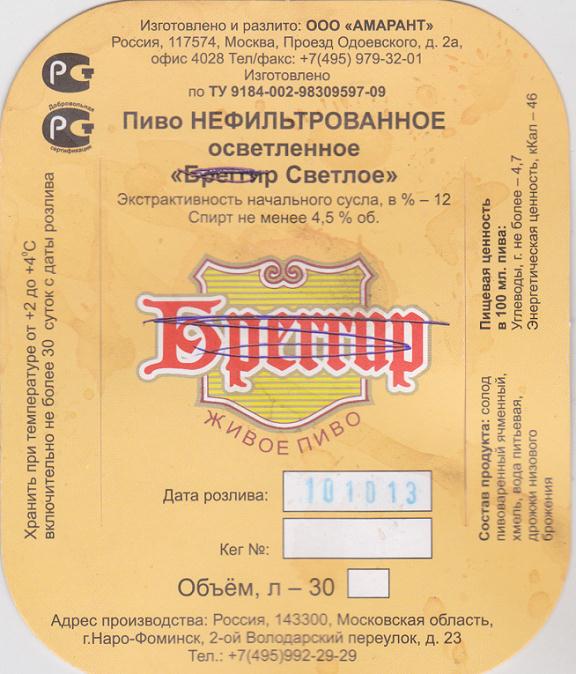 Изготовлено и разлито: ООО «АМАРАНТ»
Россия, 117574, Москва, Проезд Одоевского, д. 2а,
офис 4028 Тел/факс: +7(495) 979-32-01
Изготовлено
по ТУ 9184-002-98309597-09
РСТ
Добровольная
РСТ
сертификация
Пиво НЕФИЛЬТРОВАННОЕ
осветленное
«Бреггир Светлое»
Экстрактивность начального сусла, в % – 12
Спирт не менее 4,5 % об.
Хранить при температуре от +2 до +4°С
включительно не более 30 суток с даты розлива
Бреггир
ЖИВОЕ ПИВО
Пищевая ценность
в 100 мл. пива:
Углеводы, г. не более – 4,7
Энергетическая ценность, кКал – 46
Состав продукта: солод
пивоваренный ячменный,
хмель, вода питьевая,
дрожжи низового
брожения
Дата розлива: 101013
Кег №:
Объём, л – 30
Адрес производства: Россия, 143300, Московская область,
г.Наро-Фоминск, 2-ой Володарский переулок, д. 23
Тел.: +7(495)992-29-29